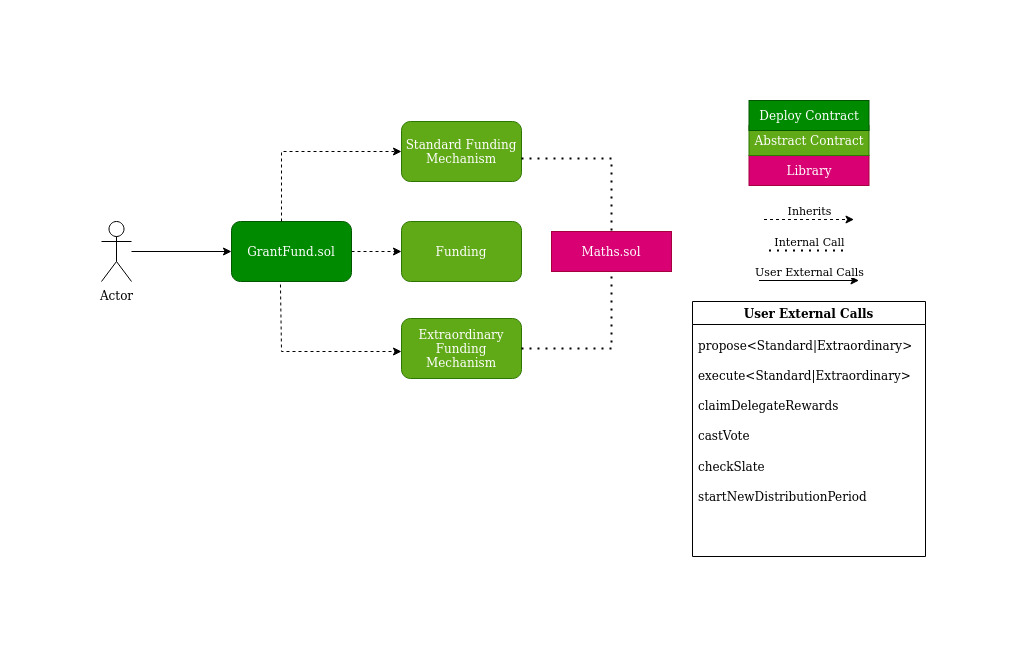 Standard Funding
Mechanism
GrantFund.sol
Funding
Maths.sol
Actor
Extraordinary
Funding
Mechanism
Deploy Contract
Abstract Contract
Library
Inherits
Internal Call
User External Calls
User External Calls
propose<Standard|Extraordinary>
execute<Standard|Extraordinary>
claimDelegateRewards
castVote
checkSlate
startNewDistributionPeriod